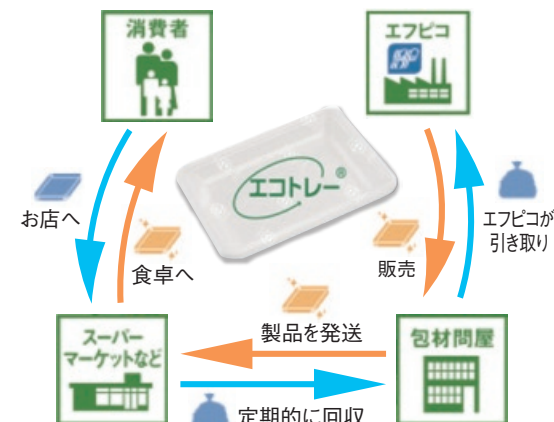 消費者
エフピコ
エコトレー®
お店へ
食卓へ
販売
エフピコが
引き取り
スーパー
マーケットなど
製品を発送
包材問屋
定期的に回収